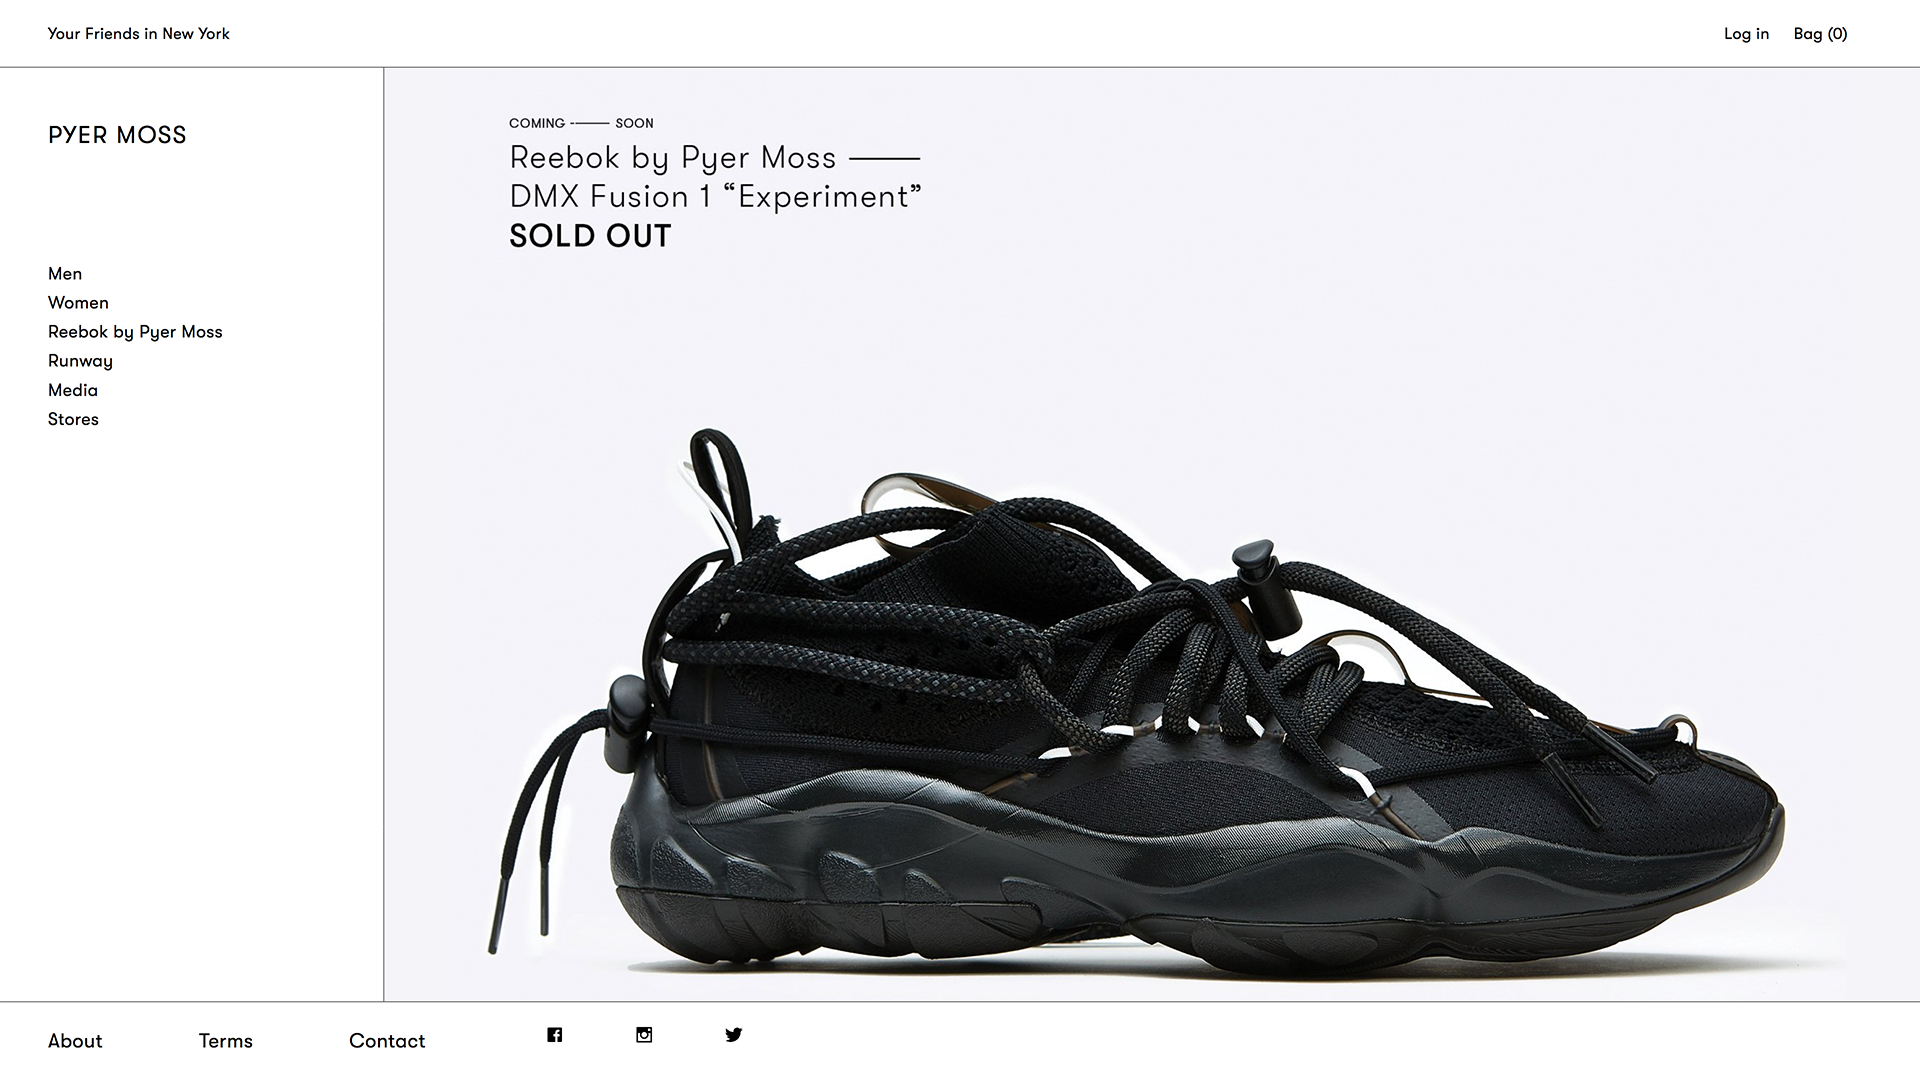 Your Friends in New York
Log in
Bag (0)
PYER MOSS
Men
Women
Reebok by Pyer Moss
Runway
Media
Stores
COMING ------ SOON
Reebok by Pyer Moss ———
DMX Fusion 1 “Experiment”
SOLD OUT
About
Terms
Contact